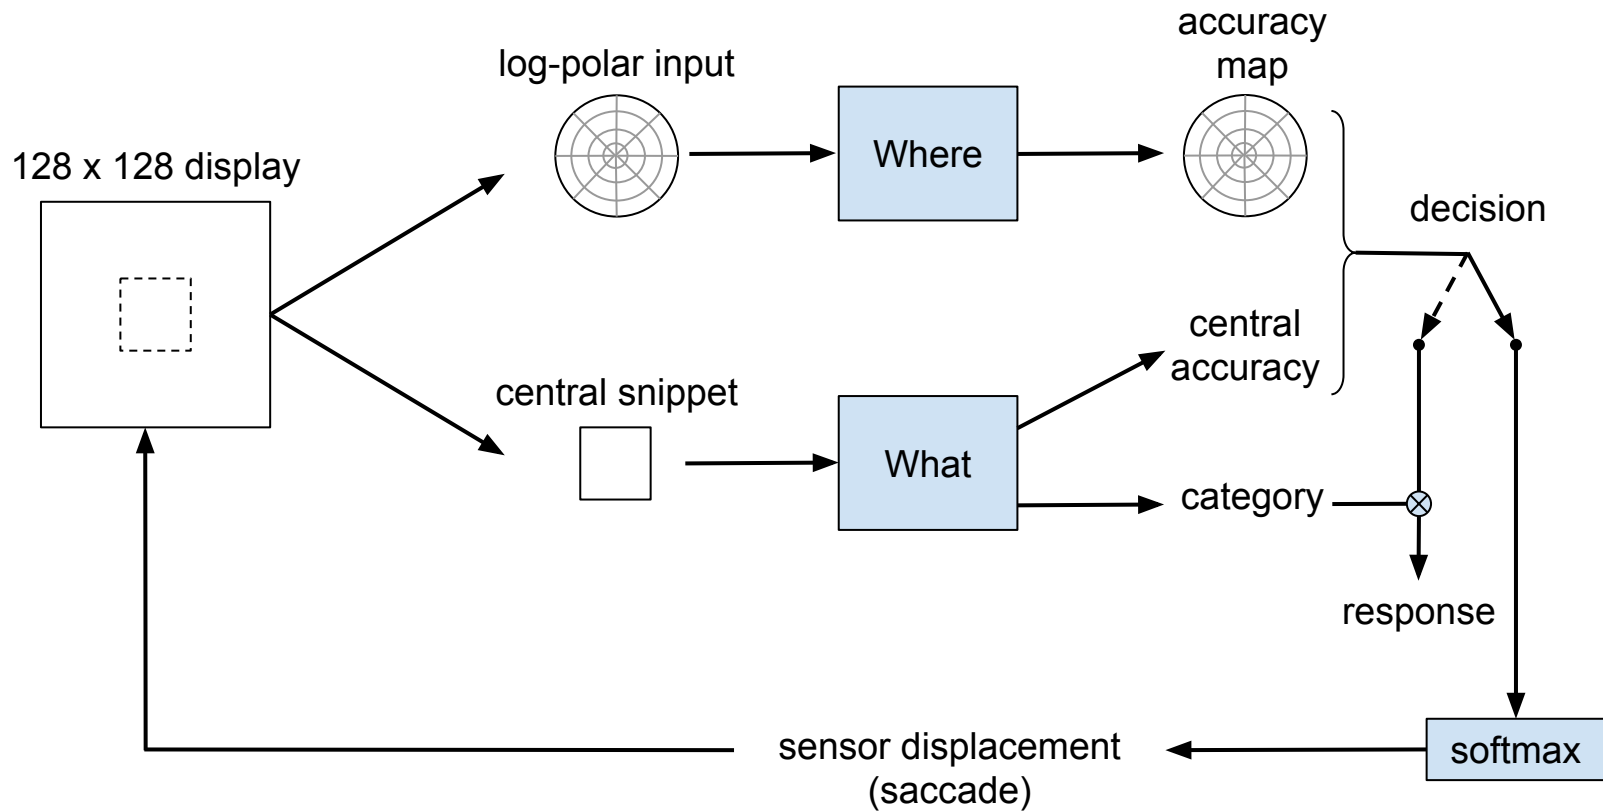 accuracy
map
log-polar input
128 x 128 display
Where
decision
central
accuracy
central snippet
What
category
response
sensor displacement
(saccade)
softmax